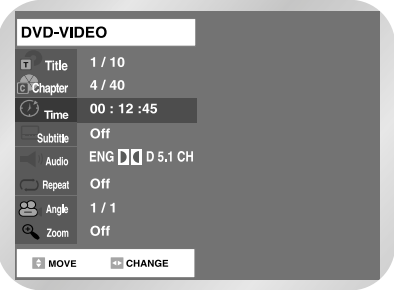 DVD-VIDEO
T Title 1 / 10
C Chapter 4 / 40
Time 00 : 12 :45
Subtitle Off
Audio ENG D 5.1 CH
Repeat Off
Angle 1 / 1
Zoom Off
MOVE CHANGE